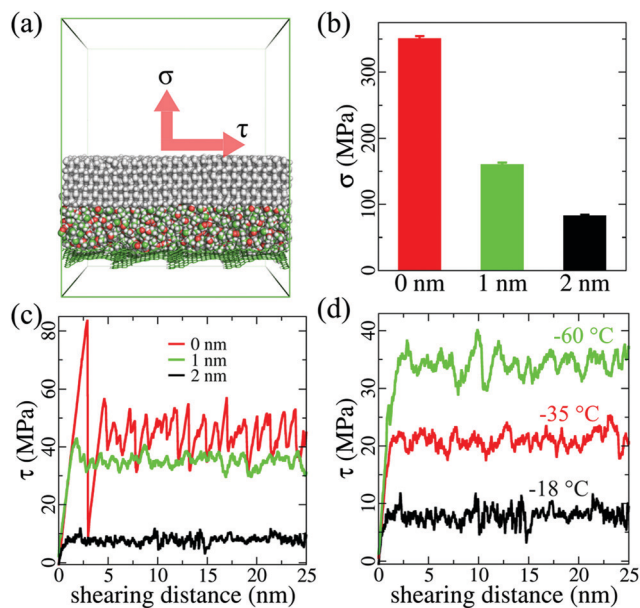 (a)
σ
τ
(b)
σ (MPa)
300
200
100
0
0 nm 1 nm 2 nm
(c)
τ (MPa)
80
60
40
20
0
0 nm
1 nm
2 nm
0 5 10 15 20 25
shearing distance (nm)
(d)
τ (MPa)
40
30
20
10
0
-60 °C
-35 °C
-18 °C
0 5 10 15 20 25
shearing distance (nm)